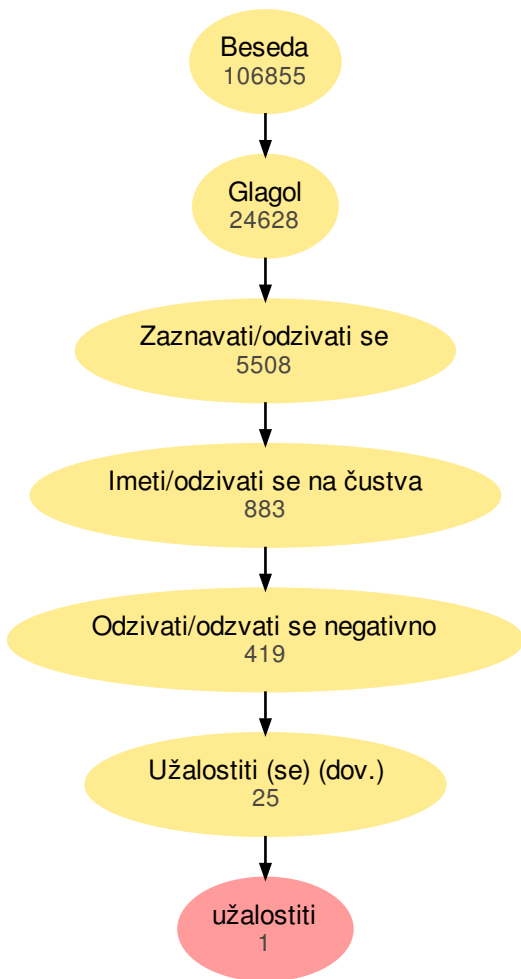 Beseda
106855
Glagol
24628
Zaznavati/odzivati se
5508
Imeti/odzivati se na čustva
883
Odzivati/odzvati se negativno
419
Užalostiti (se) (dov.)
25
užalostiti
1